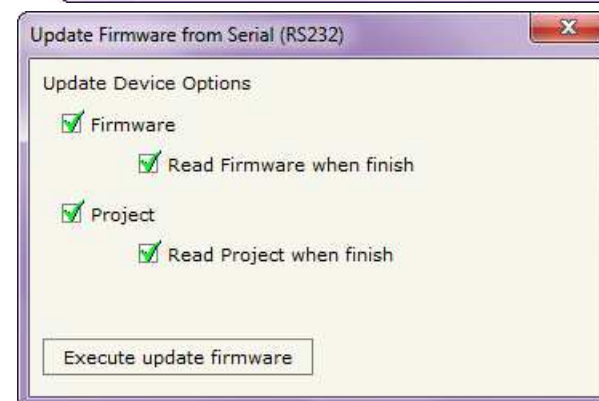 Update Firmware from Serial (RS232)
Update Device Options
Firmware
Read Firmware when finish
Project
Read Project when finish
Execute update firmware